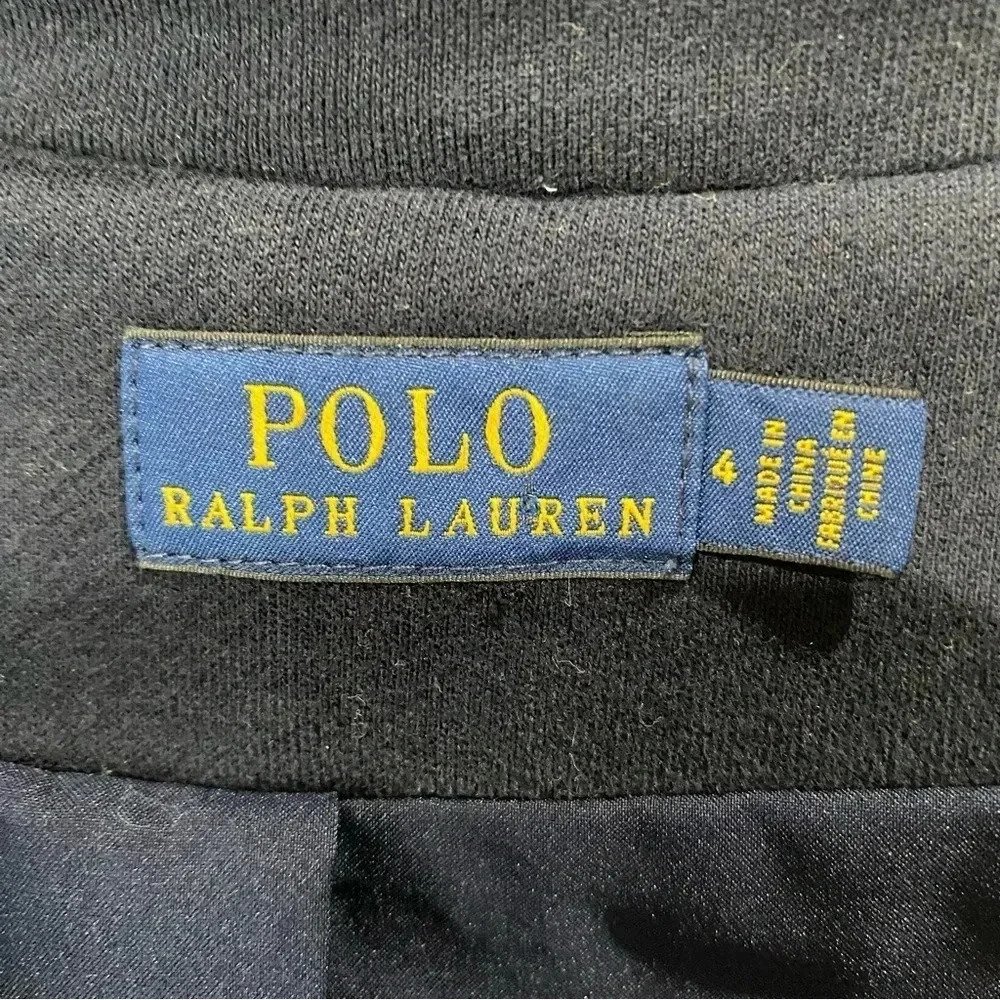 POLO
RALPH LAUREN
4
MADE IN
CHINA
FABRIQUÉ EN
CHINE